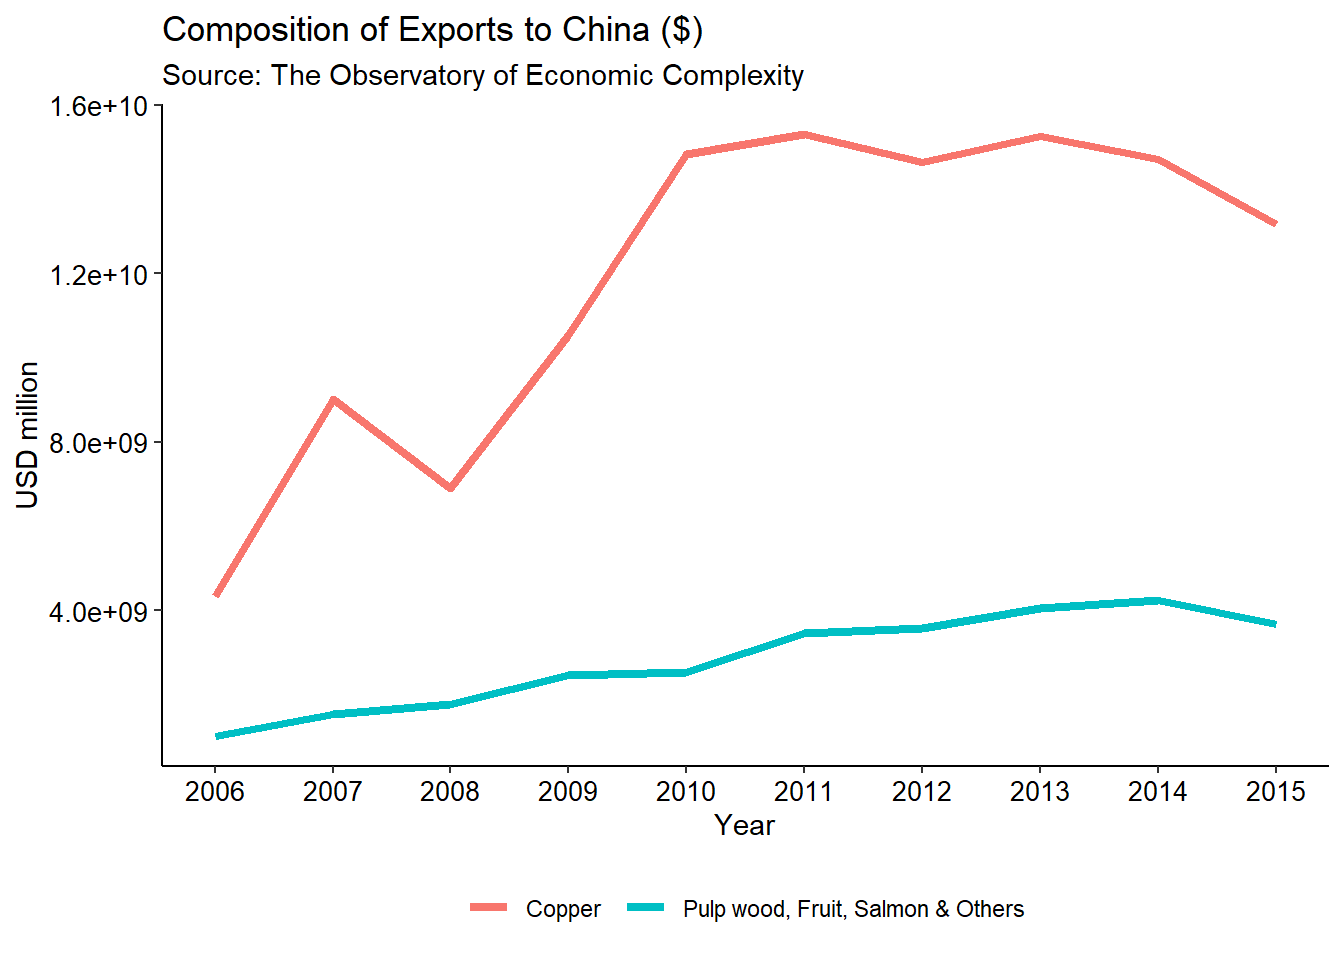 Composition of Exports to China ($)
Source: The Observatory of Economic Complexity
1.6e+10
1.2e+10
8.0e+09
4.0e+09
USD million
2006 2007 2008 2009 2010 2011 2012 2013 2014 2015
Year
Copper Pulp wood, Fruit, Salmon & Others